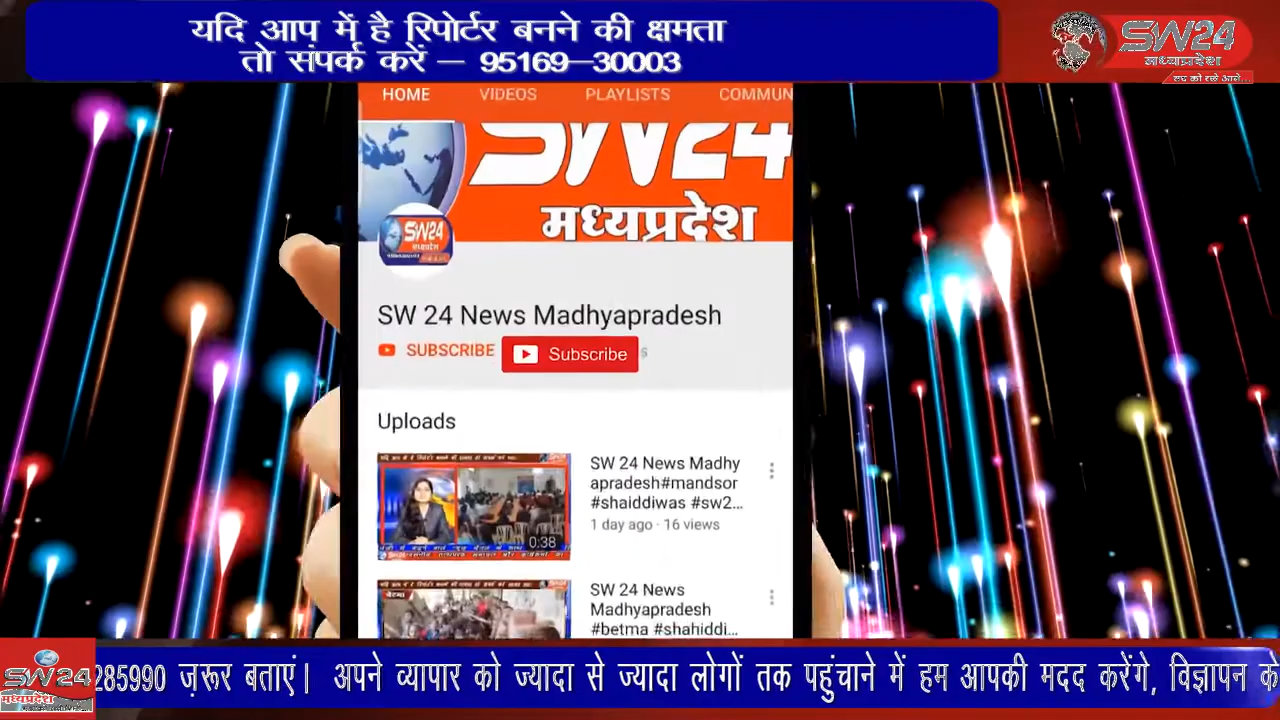 यदि आप में है रिपोर्टर बनने की क्षमता
तो संपर्क करें – 95169–30003
SW24
मध्यप्रदेश
HOME VIDEOS PLAYLISTS COMMUN
SW24
मध्यप्रदेश
SW24
SW 24 News Madhyapradesh
SUBSCRIBE
Subscribe
Uploads
SW 24 News Madhy
apradesh#mandsor
#shaiddiwas #sw2...
1 day ago · 16 views
0:38
SW 24 News
Madhyapradesh
#betma #shahiddi...
बेटमा
SW24
मध्यप्रदेश
285990 ज़रूर बताएं। अपने व्यापार को ज्यादा से ज्यादा लोगों तक पहुंचाने में हम आपकी मदद करेंगे, विज्ञापन के